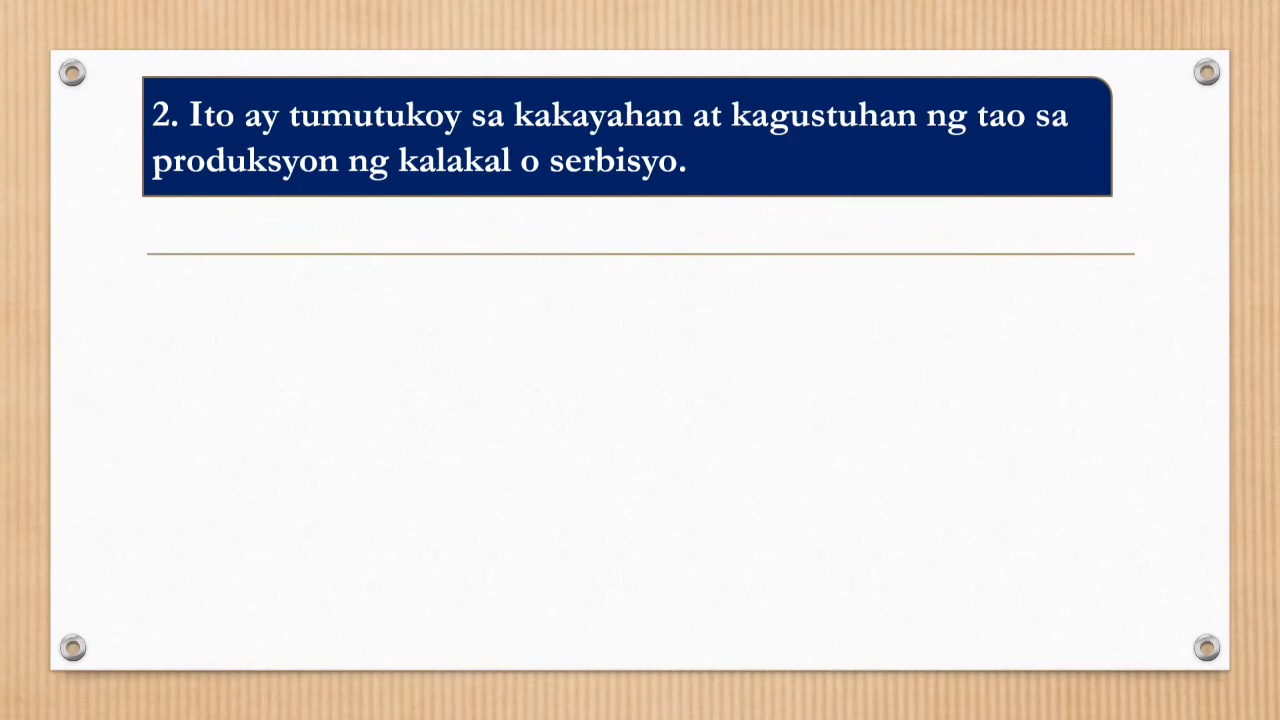 2. Ito ay tumutukoy sa kakayahan at kagustuhan ng tao sa
produksyon ng kalakal o serbisyo.